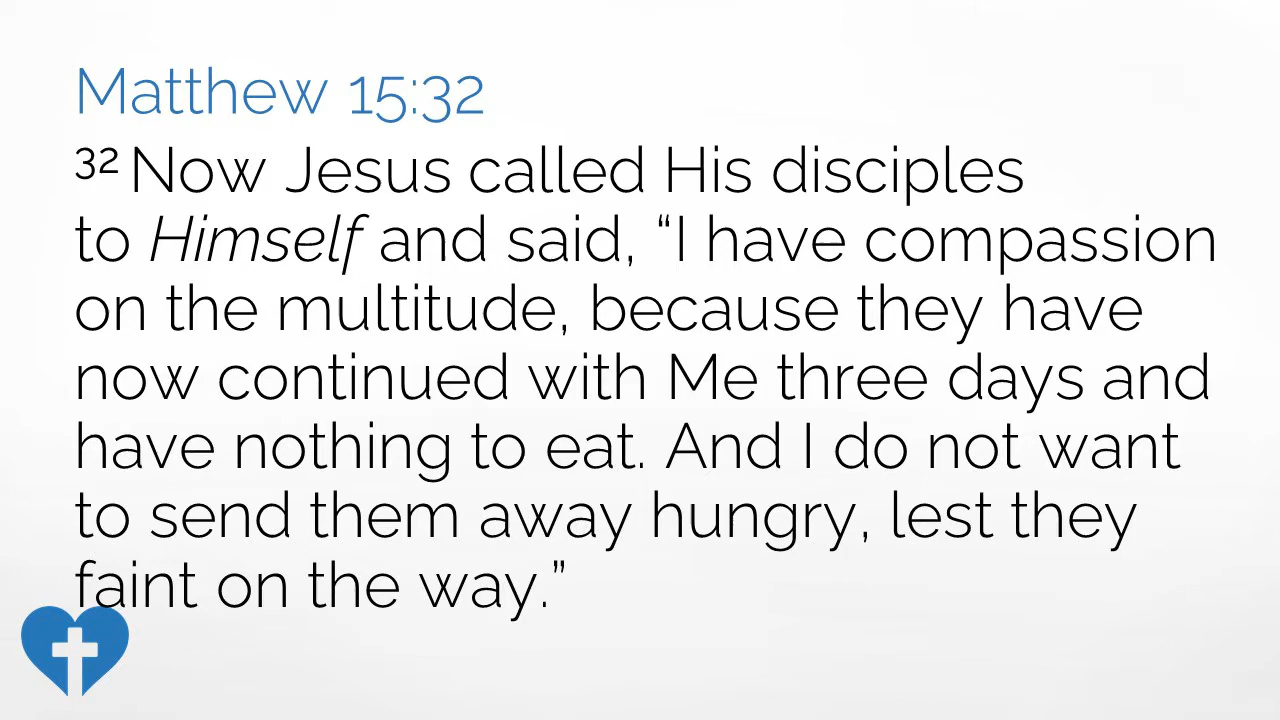 Matthew 15:32
32 Now Jesus called His disciples
to Himself and said, “I have compassion
on the multitude, because they have
now continued with Me three days and
have nothing to eat. And I do not want
to send them away hungry, lest they
faint on the way.”